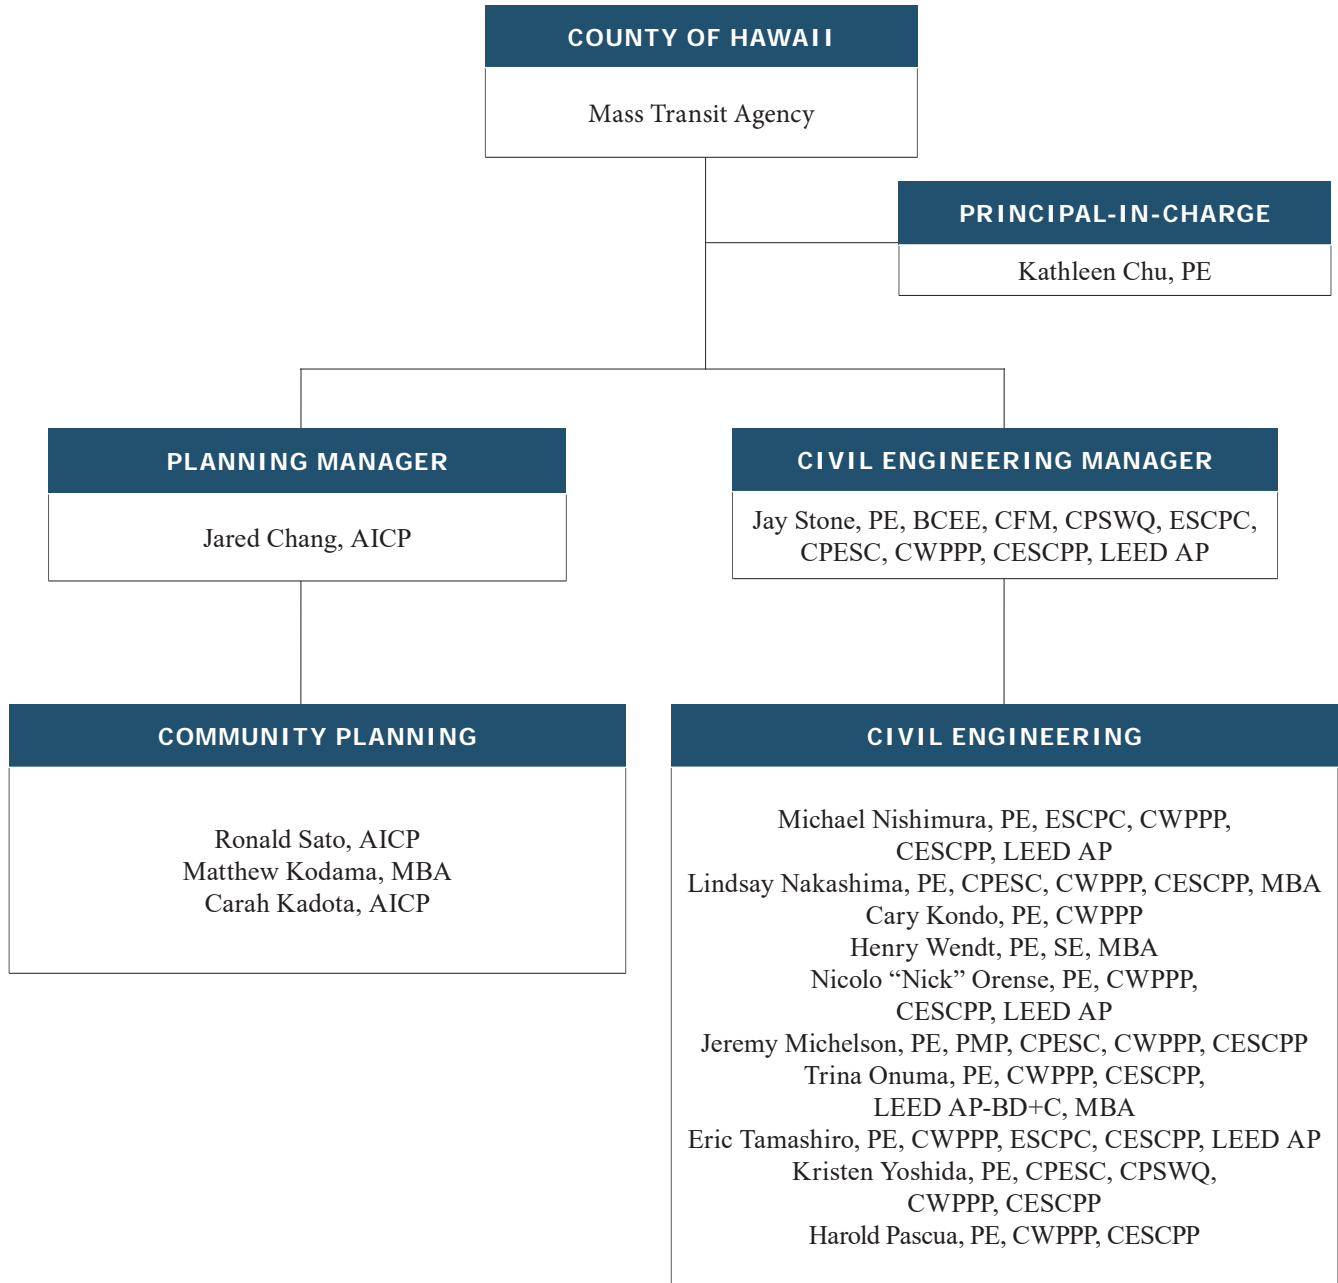 COUNTY OF HAWAII
Mass Transit Agency
PRINCIPAL-IN-CHARGE
Kathleen Chu, PE
PLANNING MANAGER
Jared Chang, AICP
CIVIL ENGINEERING MANAGER
Jay Stone, PE, BCEE, CFM, CPSWQ, ESCPC,
CPESC, CWPPP, CESCPP, LEED AP
COMMUNITY PLANNING
Ronald Sato, AICP
Matthew Kodama, MBA
Carah Kadota, AICP
CIVIL ENGINEERING
Michael Nishimura, PE, ESCPC, CWPPP,
CESCPP, LEED AP
Lindsay Nakashima, PE, CPESC, CWPPP, CESCPP, MBA
Cary Kondo, PE, CWPPP
Henry Wendt, PE, SE, MBA
Nicolo “Nick” Orense, PE, CWPPP,
CESCPP, LEED AP
Jeremy Michelson, PE, PMP, CPESC, CWPPP, CESCPP
Trina Onuma, PE, CWPPP, CESCPP,
LEED AP-BD+C, MBA
Eric Tamashiro, PE, CWPPP, ESCPC, CESCPP, LEED AP
Kristen Yoshida, PE, CPESC, CPSWQ,
CWPPP, CESCPP
Harold Pascua, PE, CWPPP, CESCPP